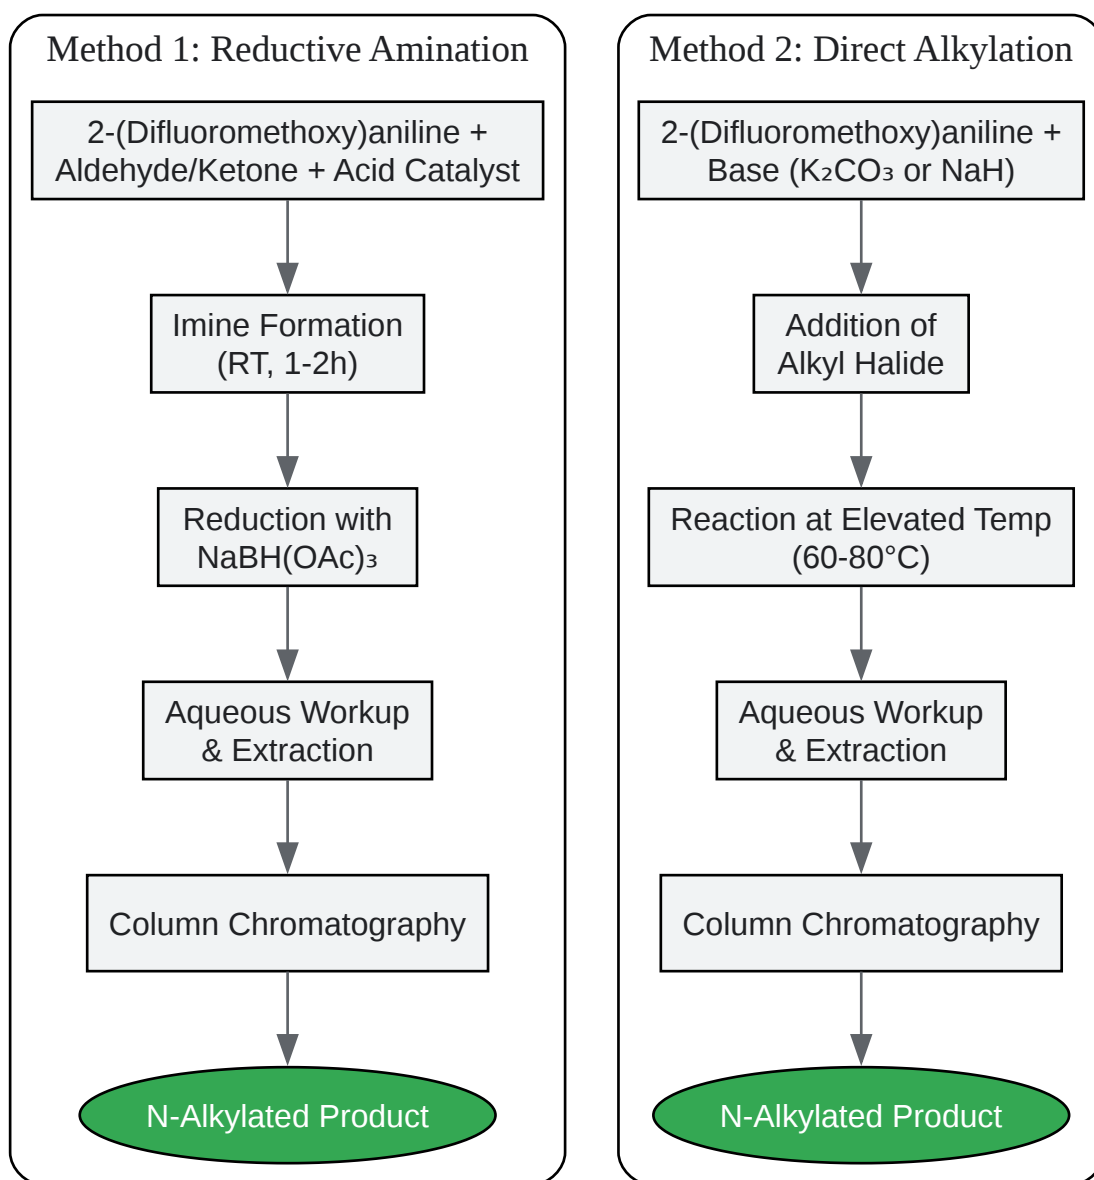 Method 1: Reductive Amination
2-(Difluoromethoxy)aniline +
Aldehyde/Ketone + Acid Catalyst
Imine Formation
(RT, 1-2h)
Reduction with
NaBH(OAc)₃
Aqueous Workup
& Extraction
Column Chromatography
N-Alkylated Product
Method 2: Direct Alkylation
2-(Difluoromethoxy)aniline +
Base (K₂CO₃ or NaH)
Addition of
Alkyl Halide
Reaction at Elevated Temp
(60-80°C)
Aqueous Workup
& Extraction
Column Chromatography
N-Alkylated Product